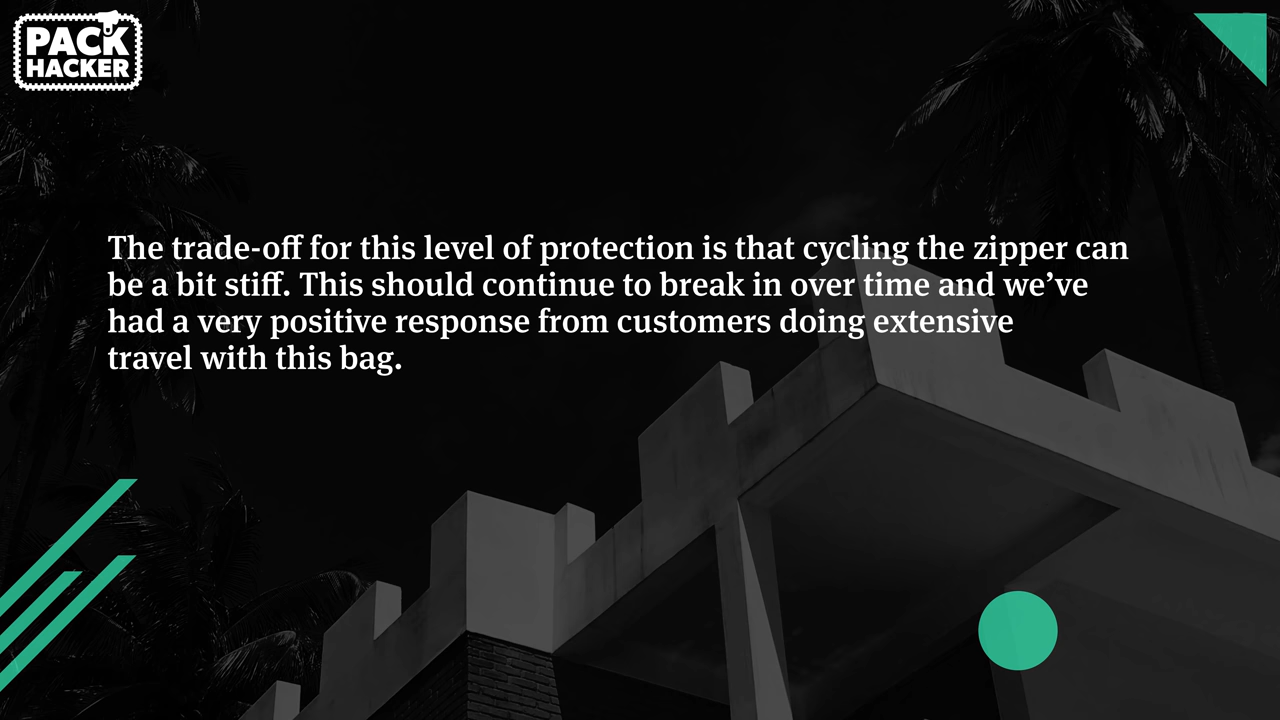 PACK
HACKER
The trade-off for this level of protection is that cycling the zipper can
be a bit stiff. This should continue to break in over time and we’ve
had a very positive response from customers doing extensive
travel with this bag.